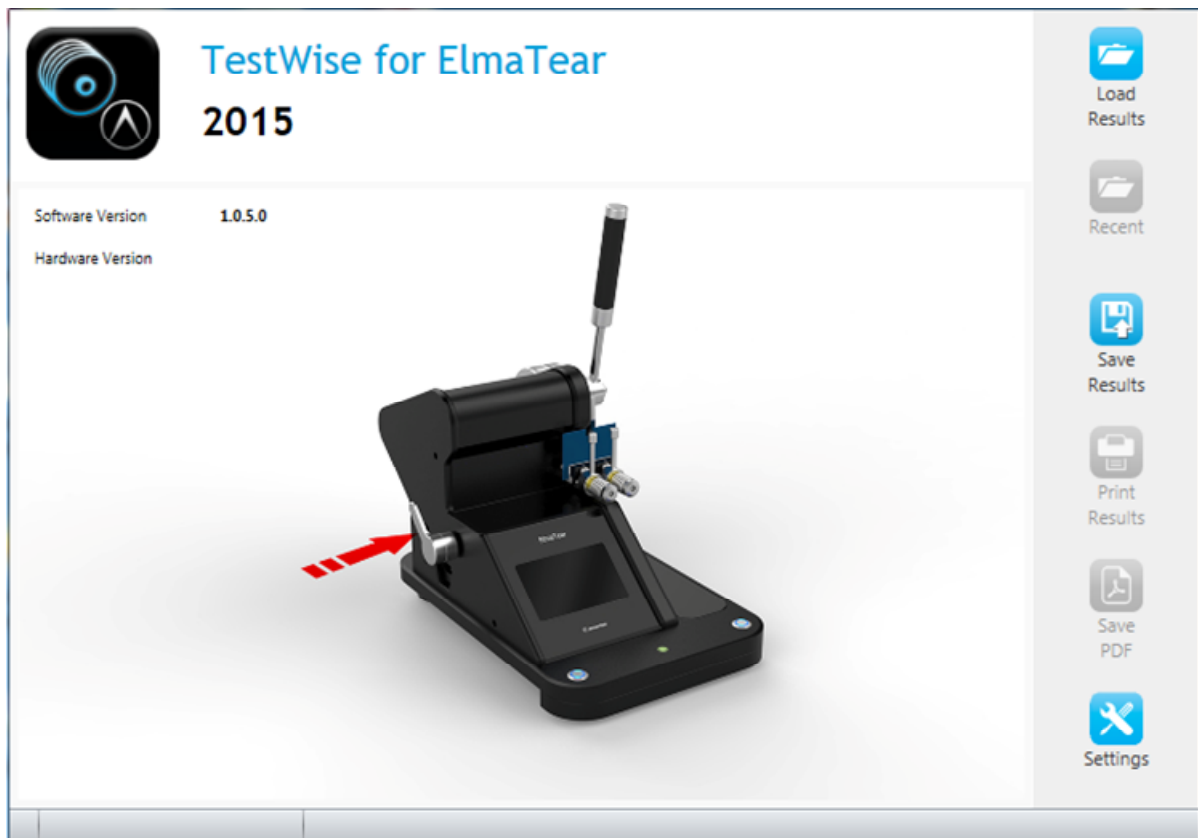 TestWise for ElmaTear
2015
Software Version 1.0.5.0
Hardware Version
ElmaTear
Load
Results
Recent
Save
Results
Print
Results
Save
PDF
Settings